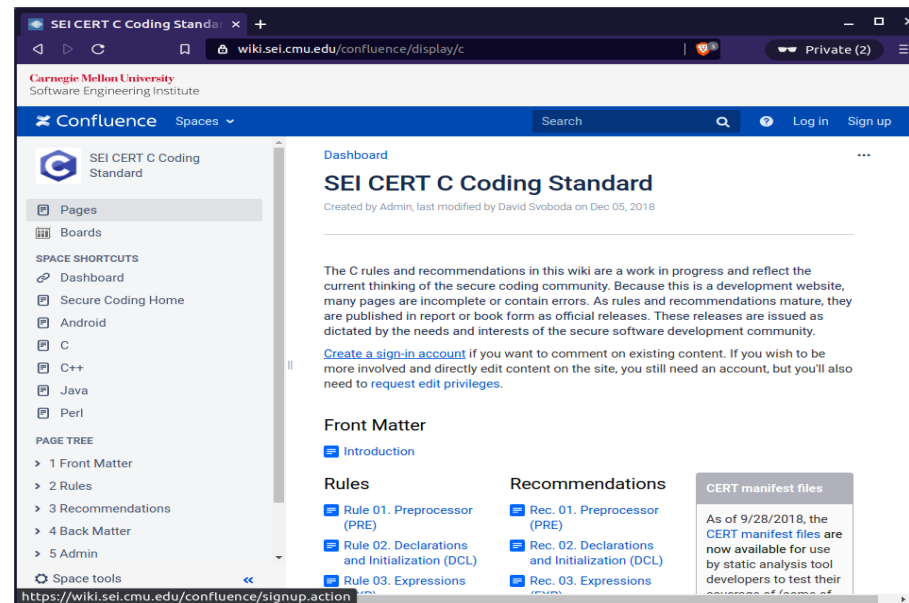 SEI CERT C Coding Standar
wiki.sei.cmu.edu/confluence/display/c
Private (2)
Carnegie Mellon University
Software Engineering Institute
Confluence Spaces
Search
Log in Sign up
SEI CERT C Coding
Standard
Pages
Boards
SPACE SHORTCUTS
Dashboard
Secure Coding Home
Android
C
C++
Java
Perl
PAGE TREE
1 Front Matter
2 Rules
3 Recommendations
4 Back Matter
5 Admin
Space tools
https://wiki.sei.cmu.edu/confluence/signup.action
Dashboard
SEI CERT C Coding Standard
Created by Admin, last modified by David Svoboda on Dec 05, 2018
The C rules and recommendations in this wiki are a work in progress and reflect the
current thinking of the secure coding community. Because this is a development website,
many pages are incomplete or contain errors. As rules and recommendations mature, they
are published in report or book form as official releases. These releases are issued as
dictated by the needs and interests of the secure software development community.
Create a sign-in account if you want to comment on existing content. If you wish to be
more involved and directly edit content on the site, you still need an account, but you'll also
need to request edit privileges.
Front Matter
Introduction
Rules
Rule 01. Preprocessor
(PRE)
Rule 02. Declarations
and Initialization (DCL)
Rule 03. Expressions
Recommendations
Rec. 01. Preprocessor
(PRE)
Rec. 02. Declarations
and Initialization (DCL)
Rec. 03. Expressions
CERT manifest files
As of 9/28/2018, the
CERT manifest files are
now available for use
by static analysis tool
developers to test their